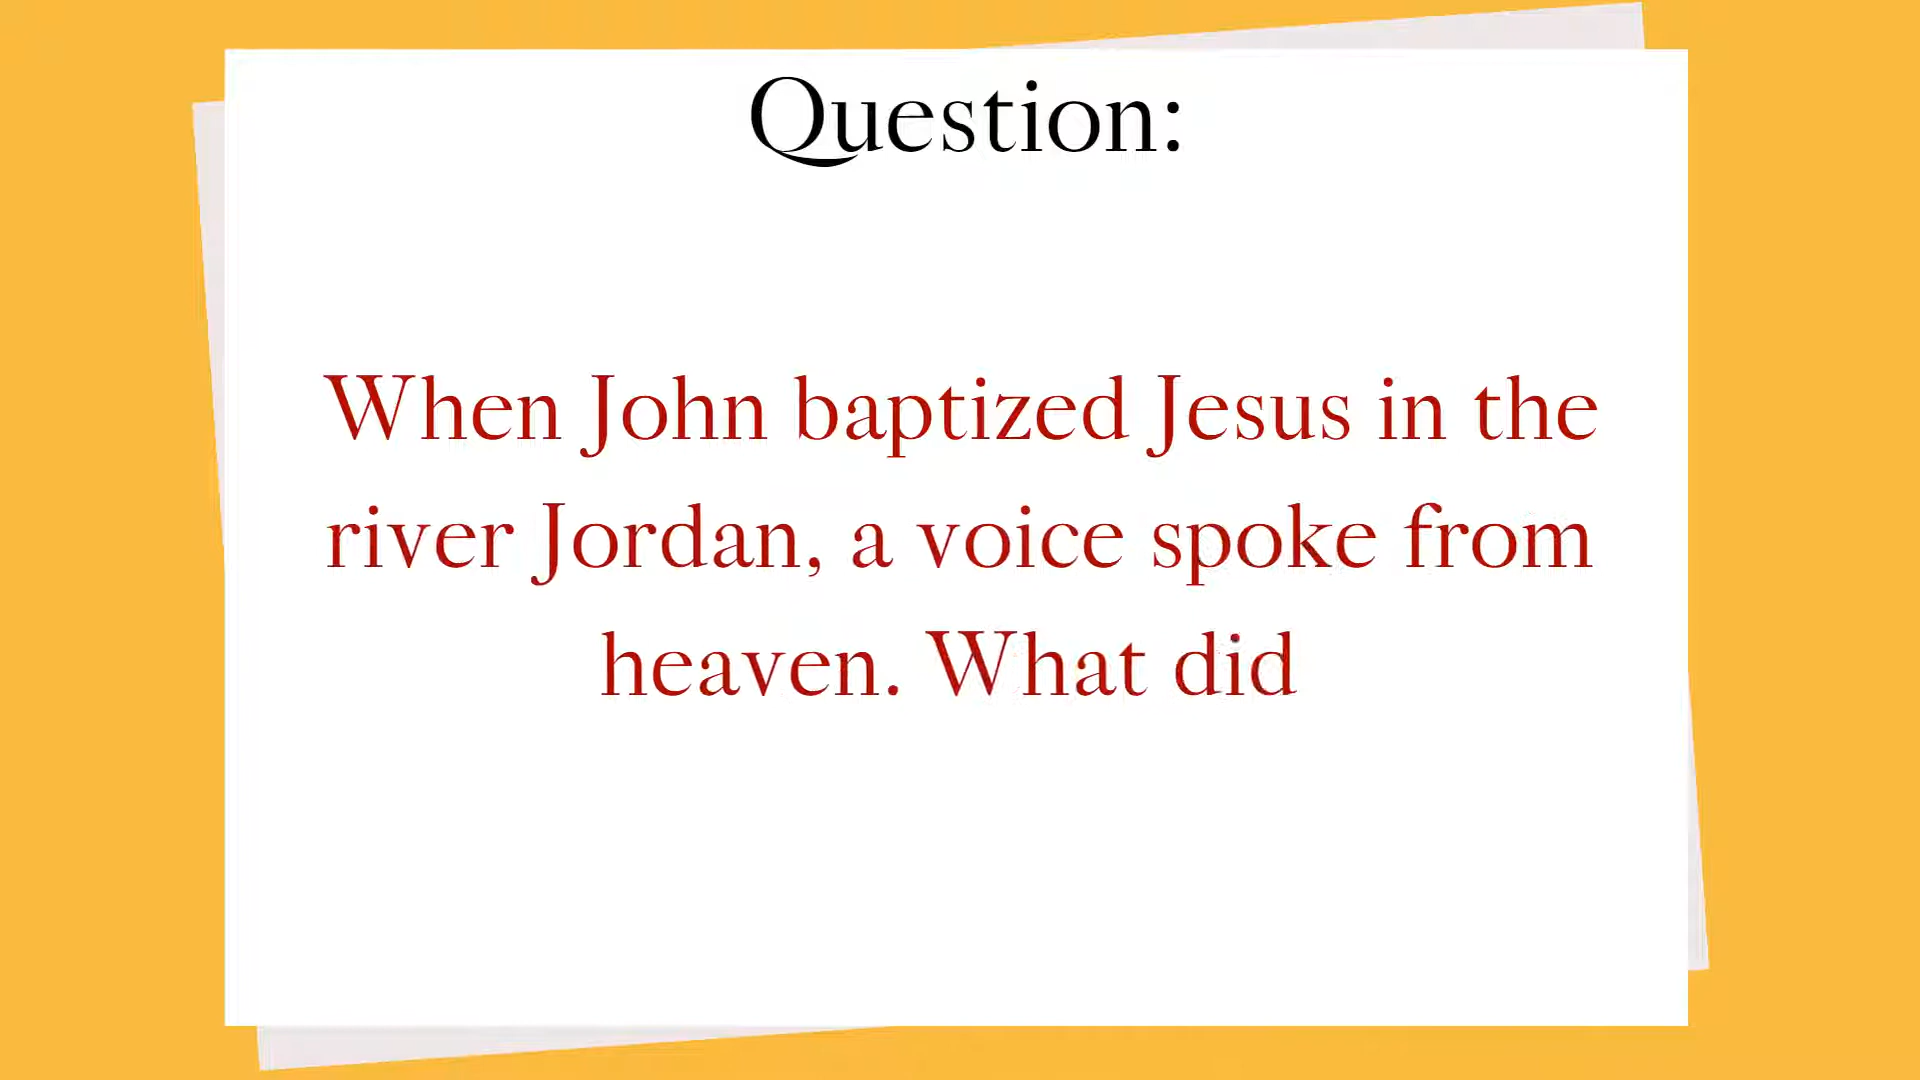 Question:
When John baptized Jesus in the
river Jordan, a voice spoke from
heaven. What did